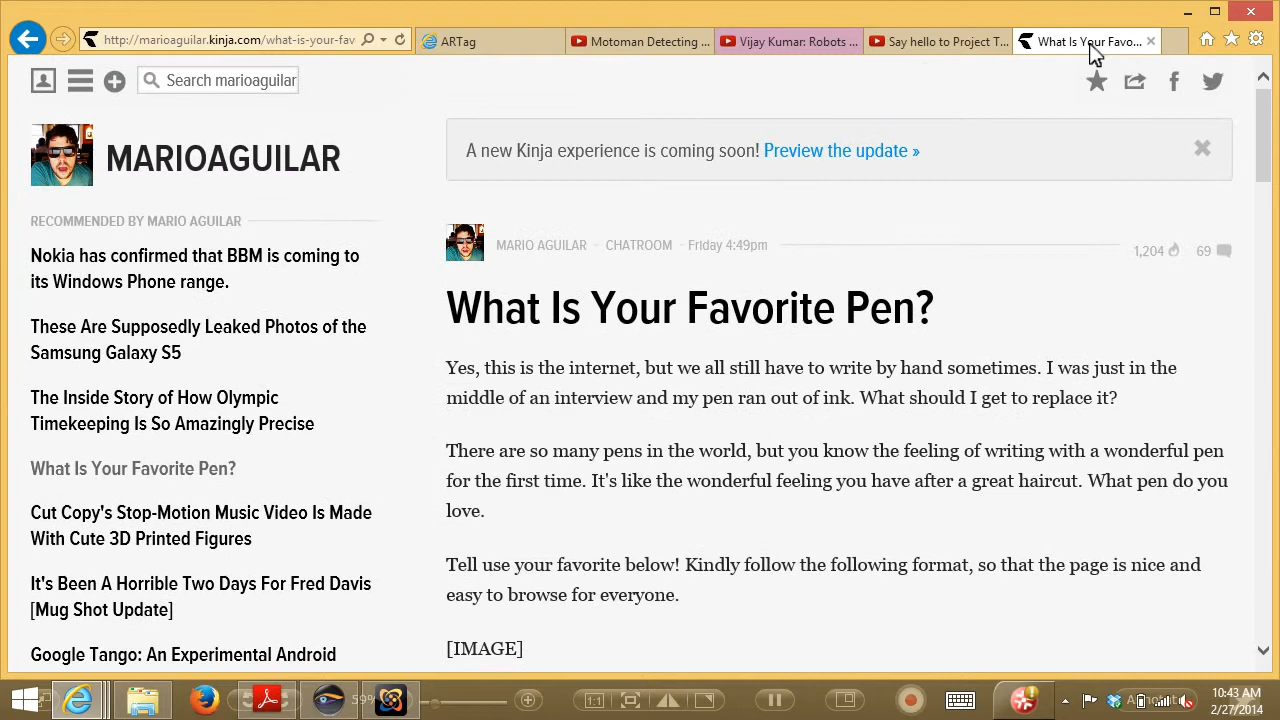 http://marioaguilar.kinja.com/what-is-your-fav
ARTag
Motoman Detecting ...
Vijay Kumar: Robots ...
Say hello to Project T...
What Is Your Favo...
Search marioaguilar
MARIOAGUILAR
RECOMMENDED BY MARIO AGUILAR
Nokia has confirmed that BBM is coming to
its Windows Phone range.
These Are Supposedly Leaked Photos of the
Samsung Galaxy S5
The Inside Story of How Olympic
Timekeeping Is So Amazingly Precise
What Is Your Favorite Pen?
Cut Copy's Stop-Motion Music Video Is Made
With Cute 3D Printed Figures
It's Been A Horrible Two Days For Fred Davis
[Mug Shot Update]
Google Tango: An Experimental Android
A new Kinja experience is coming soon! Preview the update »
MARIO AGUILAR
CHATROOM
Friday 4:49pm
1,204
69
What Is Your Favorite Pen?
Yes, this is the internet, but we all still have to write by hand sometimes. I was just in the
middle of an interview and my pen ran out of ink. What should I get to replace it?
There are so many pens in the world, but you know the feeling of writing with a wonderful pen
for the first time. It's like the wonderful feeling you have after a great haircut. What pen do you
love.
Tell use your favorite below! Kindly follow the following format, so that the page is nice and
easy to browse for everyone.
[IMAGE]
59%
1:1
10:43 AM
2/27/2014